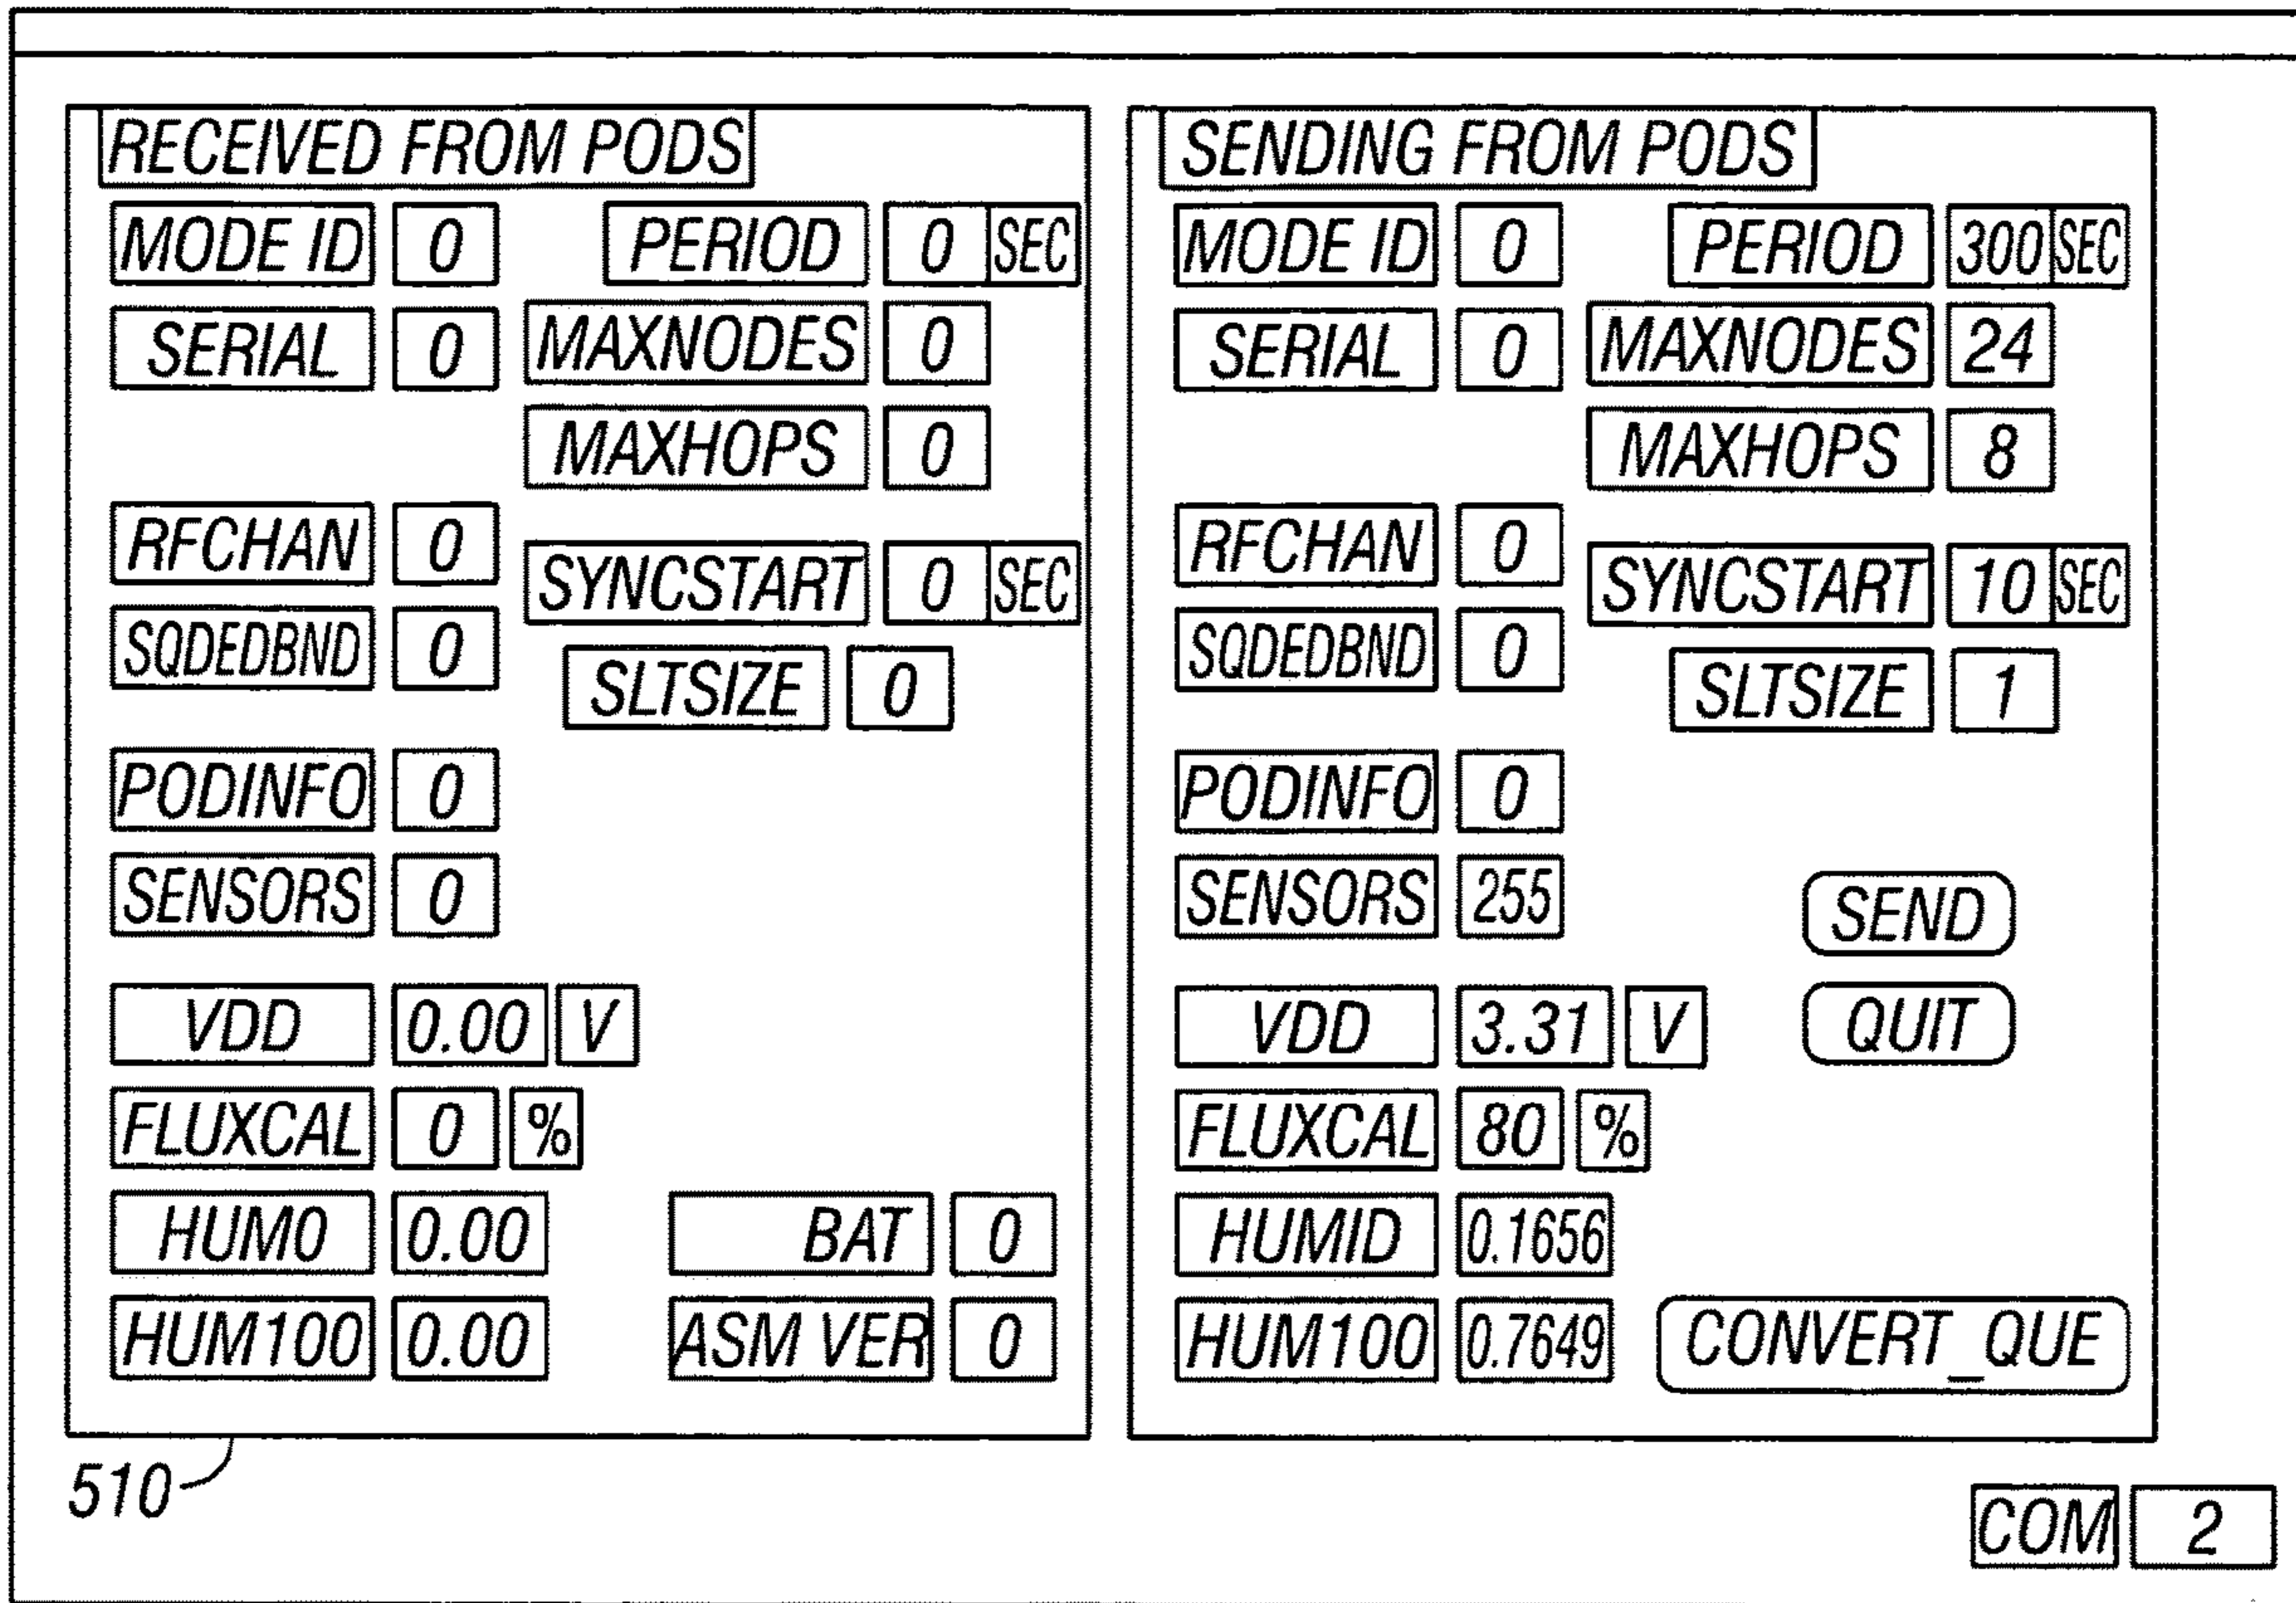 RECEIVED FROM PODS
MODE ID 0 PERIOD 0 SEC
SERIAL 0 MAXNODES 0
MAXHOPS 0
RFCHAN 0
SYNCSTART 0 SEC
SQDEDBND 0
SLTSIZE 0
PODINFO 0
SENSORS 0
VDD 0.00 V
FLUXCAL 0 %
HUM0 0.00 BAT 0
HUM100 0.00 ASM VER 0
510
SENDING FROM PODS
MODE ID 0 PERIOD 300 SEC
SERIAL 0 MAXNODES 24
MAXHOPS 8
RFCHAN 0
SYNCSTART 10 SEC
SQDEDBND 0
SLTSIZE 1
PODINFO 0
SENSORS 255
SEND
VDD 3.31 V QUIT
FLUXCAL 80 %
HUMID 0.1656
HUM100 0.7649 CONVERT_QUE
COM 2